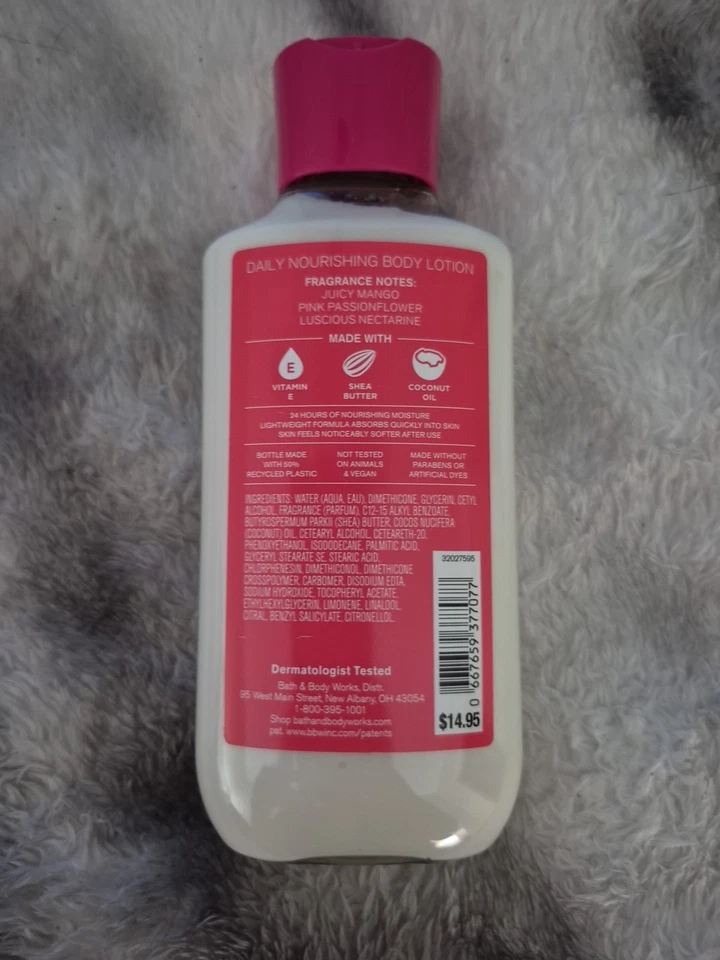 DAILY NOURISHING BODY LOTION
FRAGRANCE NOTES:
JUICY MANGO
PINK PASSIONFLOWER
LUSCIOUS NECTARINE
MADE WITH
E
VITAMIN
E
SHEA
BUTTER
COCONUT
OIL
24 HOURS OF NOURISHING MOISTURE
LIGHTWEIGHT FORMULA ABSORBS QUICKLY INTO SKIN
SKIN FEELS NOTICEABLY SOFTER AFTER USE
BOTTLE MADE
WITH 50%
RECYCLED PLASTIC
NOT TESTED
ON ANIMALS
& VEGAN
MADE WITHOUT
PARABENS OR
ARTIFICIAL DYES
INGREDIENTS: WATER (AQUA, EAU), DIMETHICONE, GLYCERIN, CETYL
ALCOHOL, FRAGRANCE (PARFUM), C12-15 ALKYL BENZOATE,
BUTYROSPERMUM PARKII (SHEA) BUTTER, COCOS NUCIFERA
(COCONUT) OIL, CETEARYL ALCOHOL, CETEARETH-20,
PHENOXYETHANOL, ISODODECANE, PALMITIC ACID,
GLYCERYL STEARATE SE, STEARIC ACID,
CHLORPHENESIN, DIMETHICONOL, DIMETHICONE
CROSSPOLYMER, CARBOMER, DISODIUM EDTA,
SODIUM HYDROXIDE, TOCOPHERYL ACETATE,
ETHYLHEXYLGLYCERIN, LIMONENE, LINALOOL,
CITRAL, BENZYL SALICYLATE, CITRONELLOL.
32027595
0 667659 377077
$14.95
Dermatologist Tested
Bath & Body Works, Distr.
95 West Main Street, New Albany, OH 43054
1-800-395-1001
Shop bathandbodyworks.com
pat. www.bbwinc.com/patents